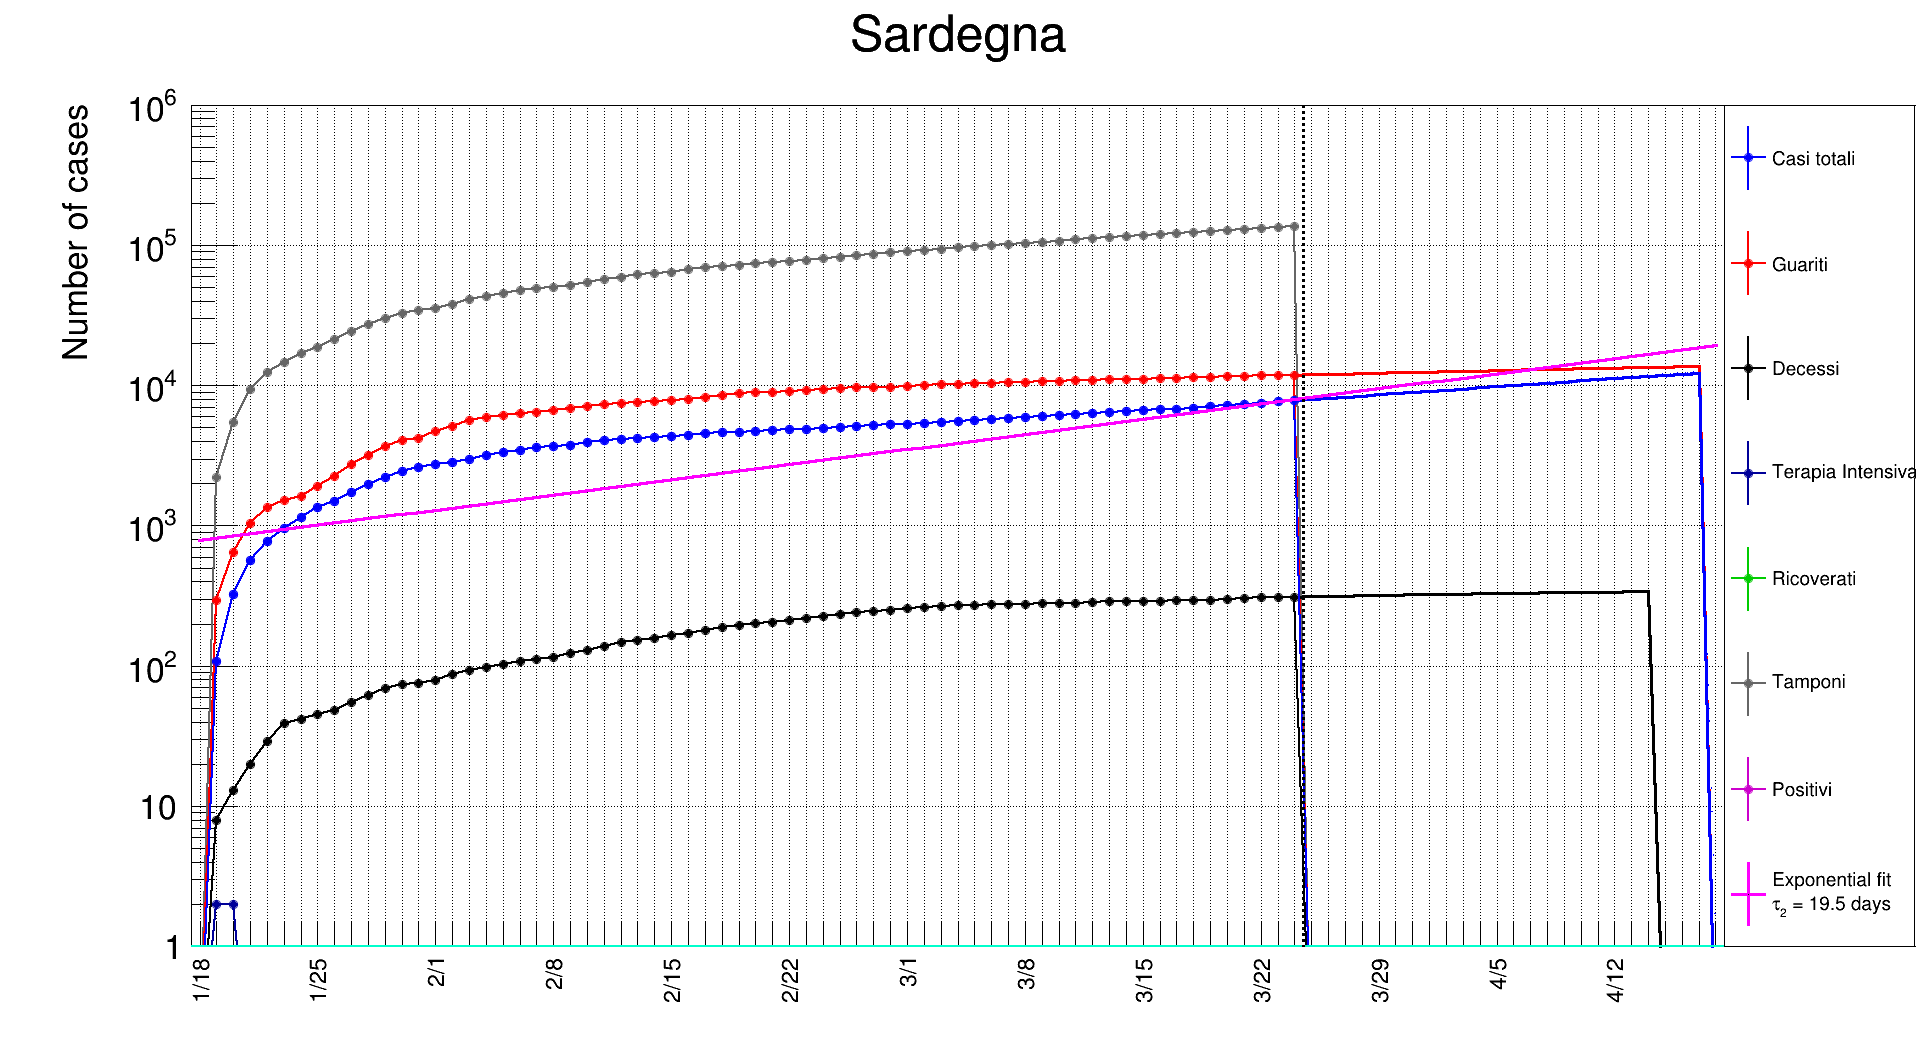 Sardegna
Number of cases
10^6
10^5
10^4
10^3
10^2
10
1
1/18
1/25
2/1
2/8
2/15
2/22
3/1
3/8
3/15
3/22
3/29
4/5
4/12
Casi totali
Guariti
Decessi
Terapia Intensiva
Ricoverati
Tamponi
Positivi
Exponential fit
τ₂ = 19.5 days